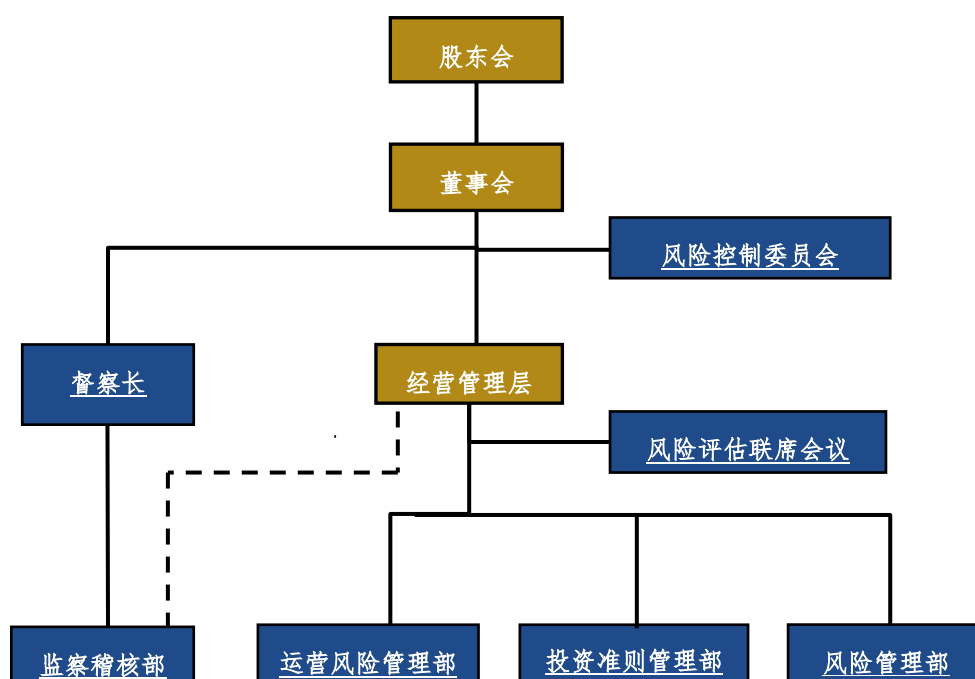 股东会
董事会
风险控制委员会
督察长
经营管理层
风险评估联席会议
监察稽核部
运营风险管理部
投资准则管理部
风险管理部